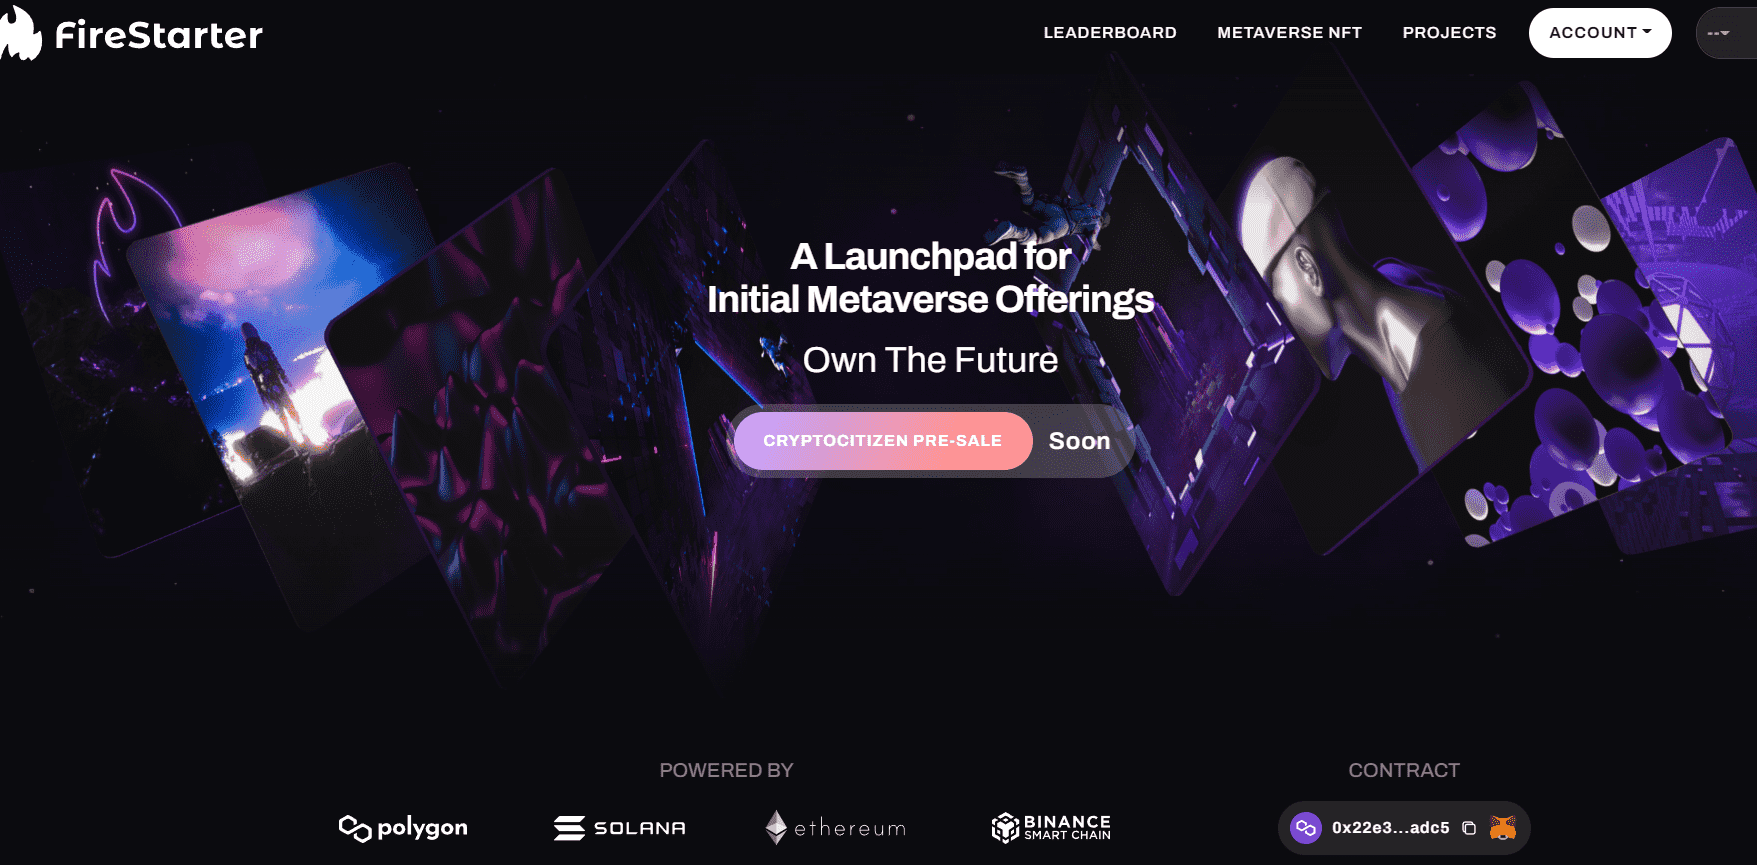 FireStarter
LEADERBOARD
METAVERSE NFT
PROJECTS
ACCOUNT
--
A Launchpad for
Initial Metaverse Offerings
Own The Future
CRYPTOCITIZEN PRE-SALE
Soon
POWERED BY
CONTRACT
polygon
SOLANA
ethereum
BINANCE
SMART CHAIN
0x22e3...adc5